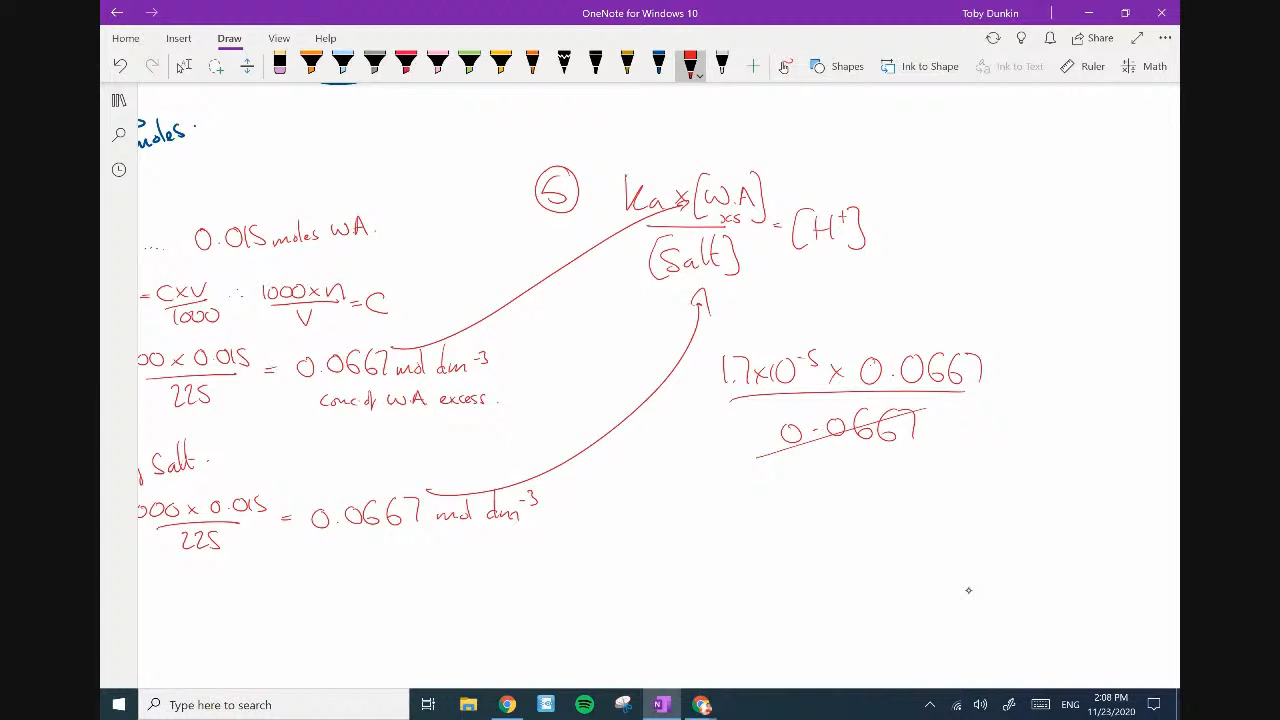 OneNote for Windows 10
Toby Dunkin
Home Insert Draw View Help
Share
Shapes
Ink to Shape
Ink to Text
Ruler
Math
moles.
.... 0.015 moles W.A.
= C×V/1000 ∴ 1000×n/V = C
00 × 0.015/225 = 0.0667 mol dm⁻³
conc. of W.A excess.
Salt.
000 × 0.015/225 = 0.0667 mol dm⁻³
Ka × [W.A]xs/[Salt] = [H⁺]
1.7×10⁻⁵ × 0.0667/0.0667
Type here to search
ENG
2:08 PM
11/23/2020